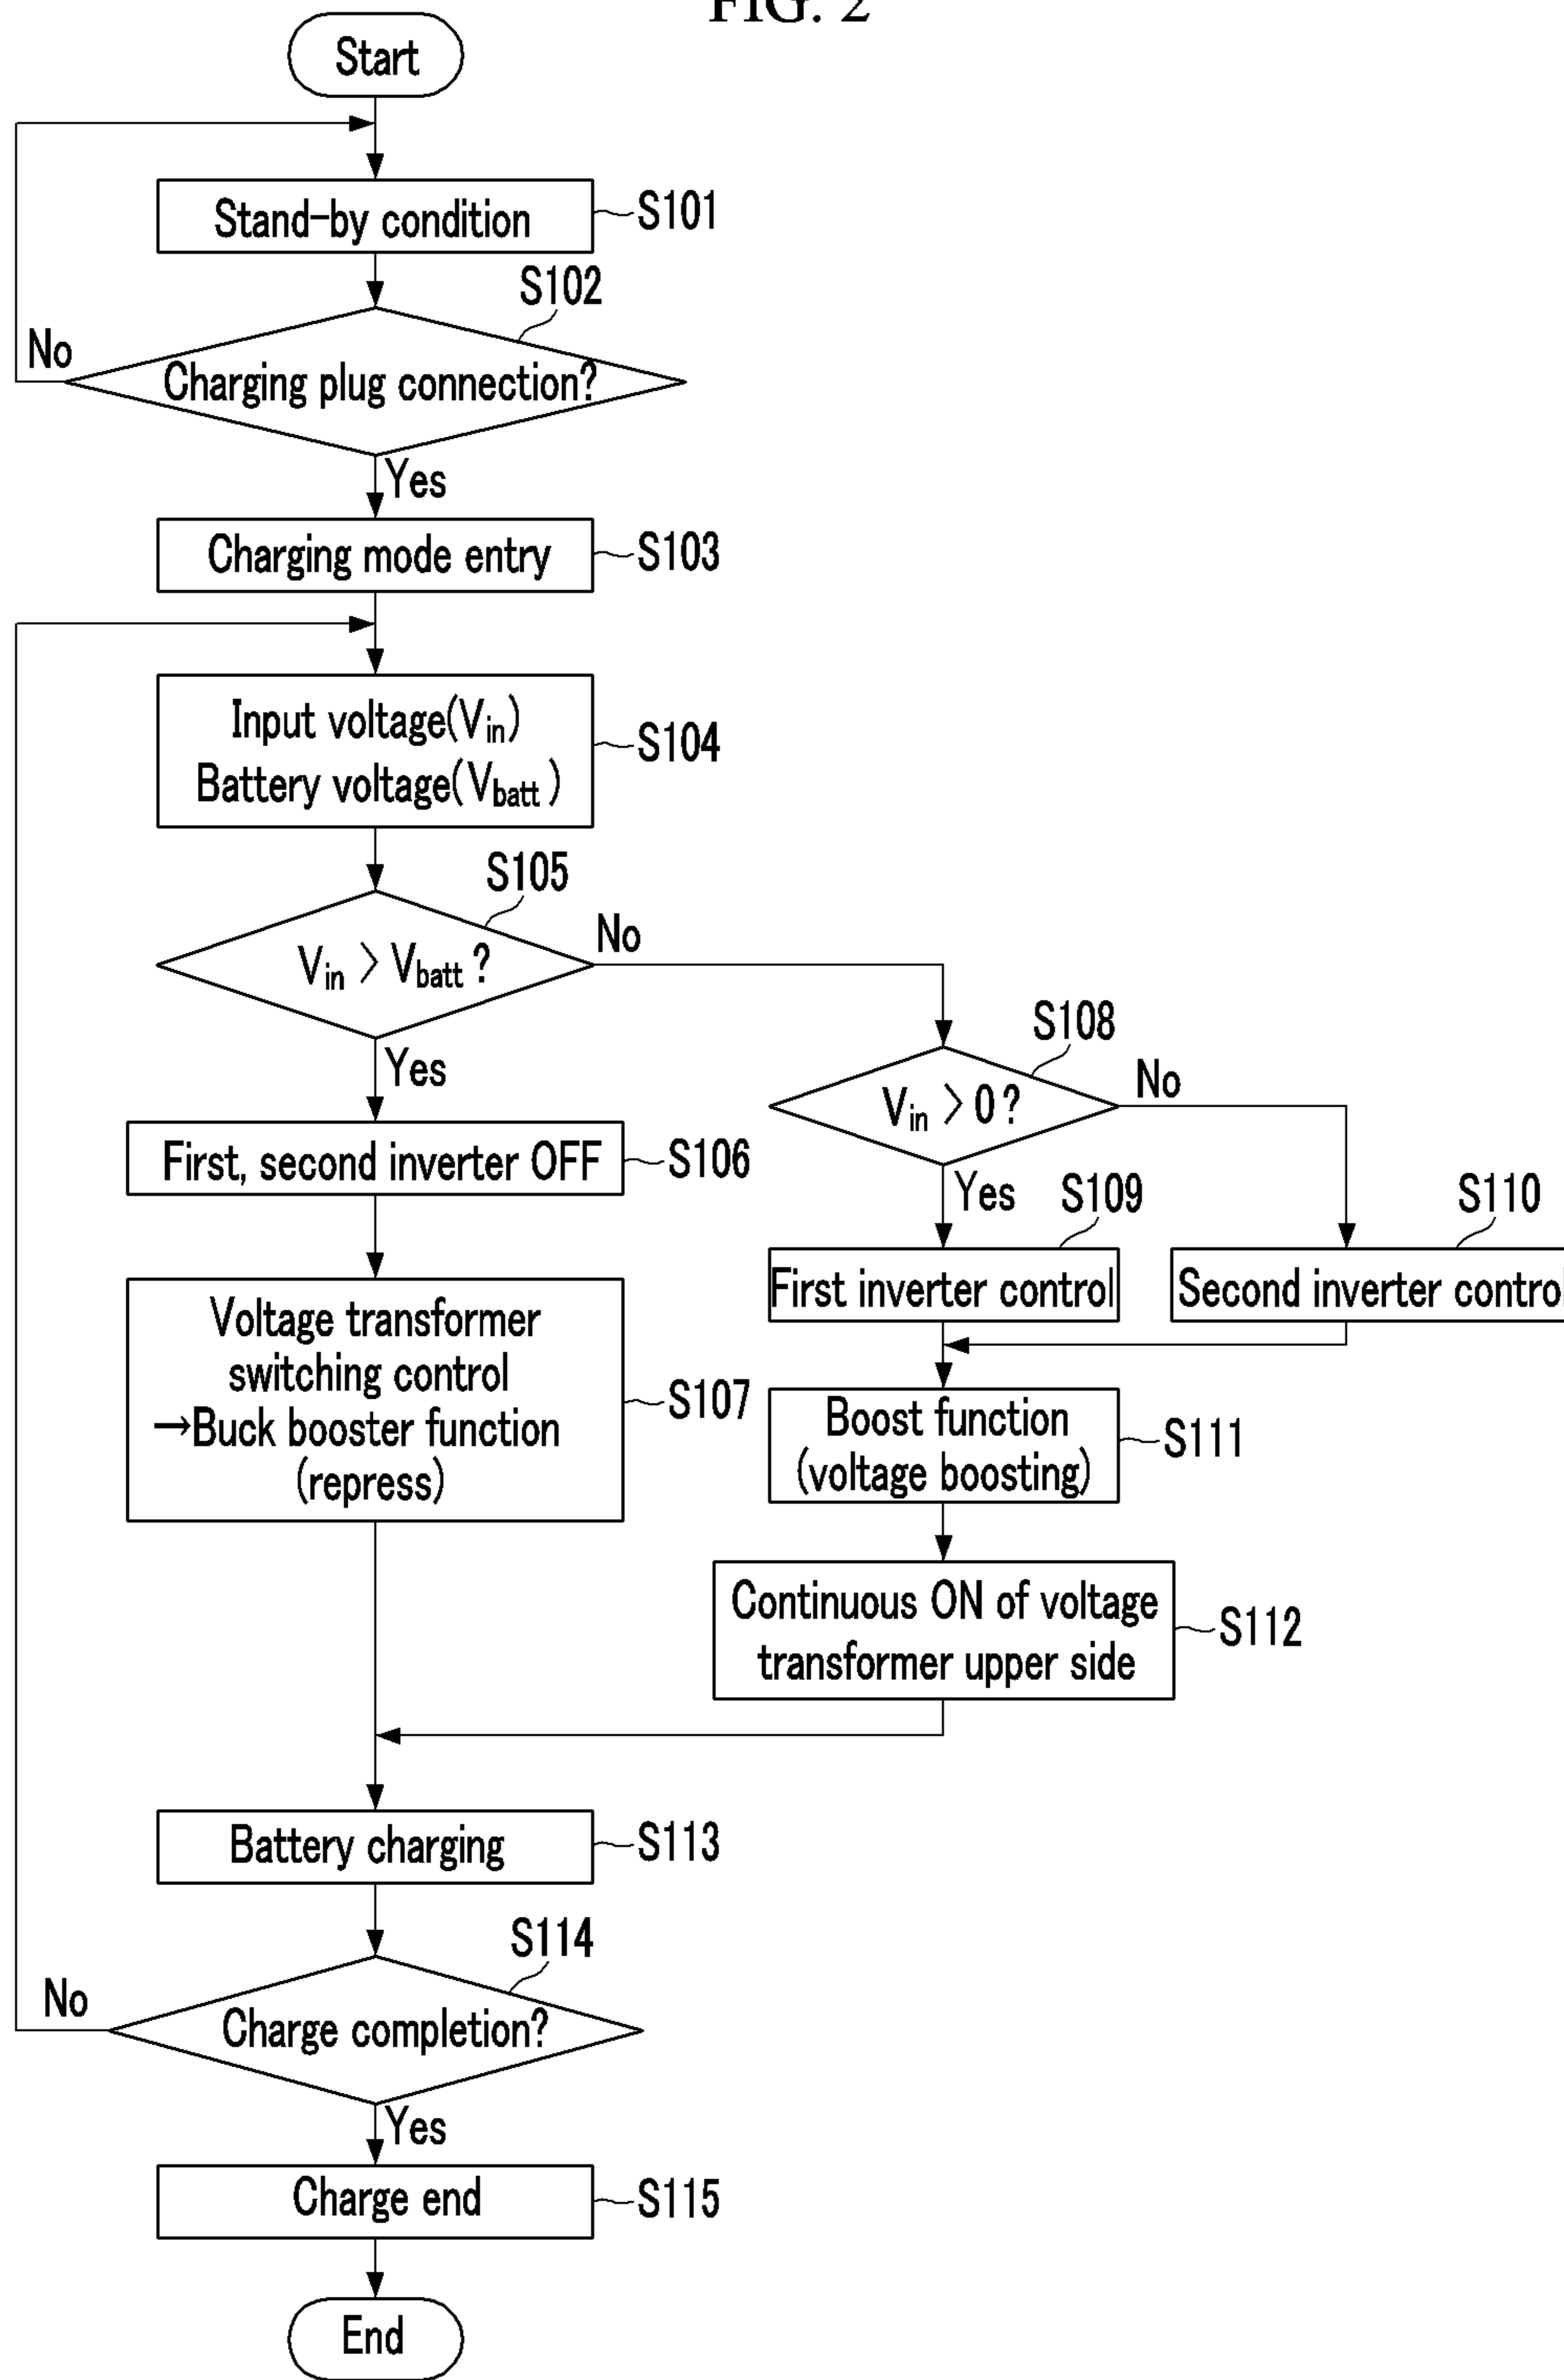 FIG. 2
Start
Stand-by condition
S101
S102
No
Charging plug connection?
Yes
Charging mode entry
S103
Input voltage(Vin)
Battery voltage(Vbatt)
S104
S105
Vin > Vbatt ?
No
Yes
S108
Vin > 0 ?
No
First, second inverter OFF
S106
Yes
S109
S110
First inverter control
Second inverter control
Voltage transformer
switching control
→Buck booster function
(repress)
S107
Boost function
(voltage boosting)
S111
Continuous ON of voltage
transformer upper side
S112
Battery charging
S113
S114
No
Charge completion?
Yes
Charge end
S115
End